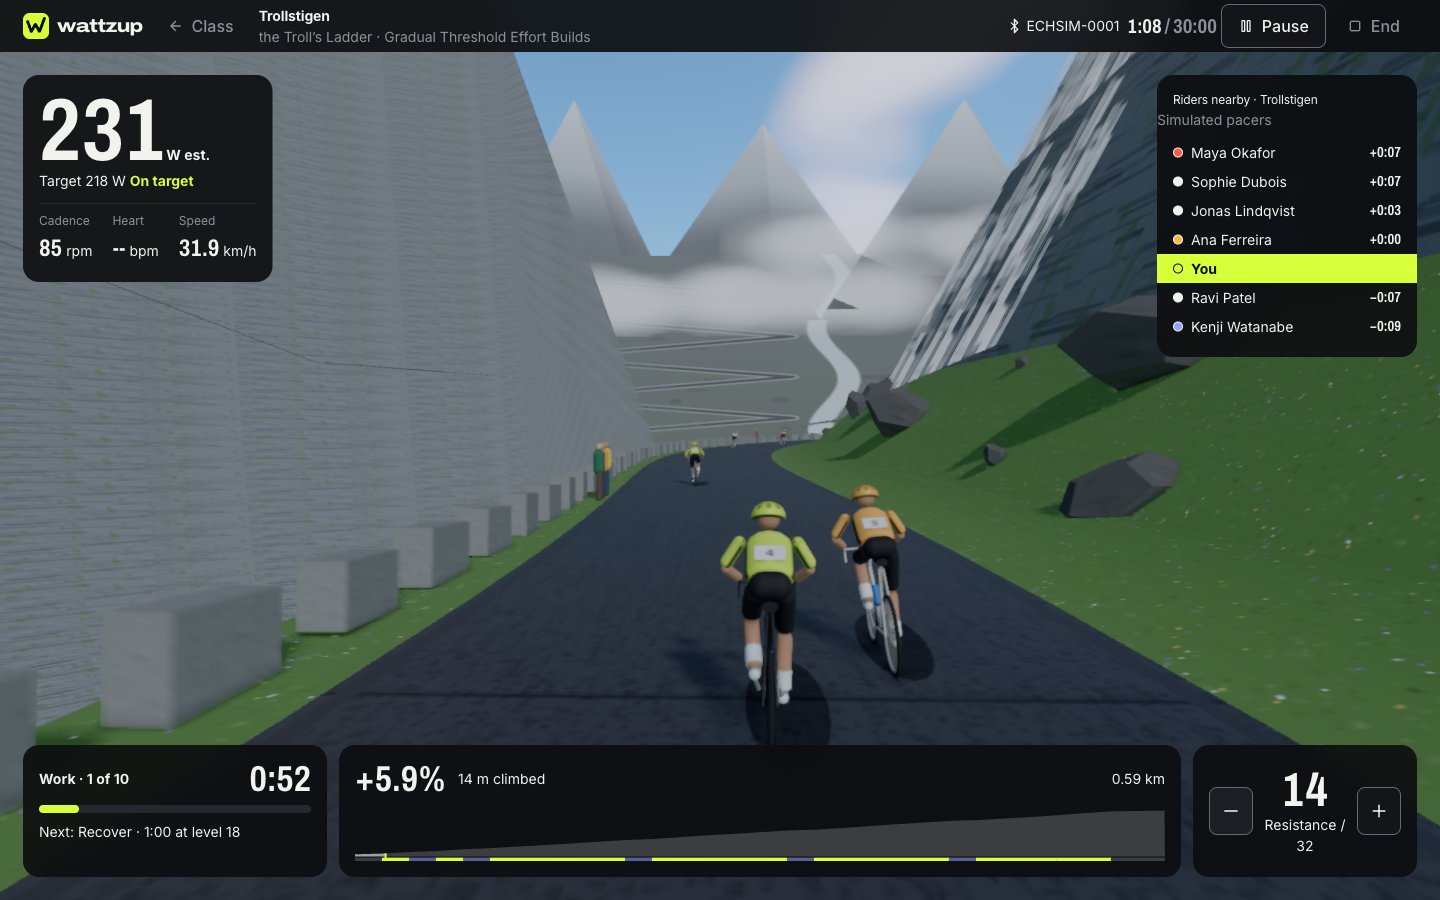 wattzup
Class
Trollstigen
the Troll's Ladder · Gradual Threshold Effort Builds
ECHSIM-0001 1:08 / 30:00
Pause
End
231 W est.
Target 218 W On target
Cadence Heart Speed
85 rpm -- bpm 31.9 km/h
Riders nearby · Trollstigen
Simulated pacers
Maya Okafor +0:07
Sophie Dubois +0:07
Jonas Lindqvist +0:03
Ana Ferreira +0:00
You
Ravi Patel −0:07
Kenji Watanabe −0:09
4
5
Work · 1 of 10 0:52
Next: Recover · 1:00 at level 18
+5.9% 14 m climbed 0.59 km
− 14 +
Resistance /
32